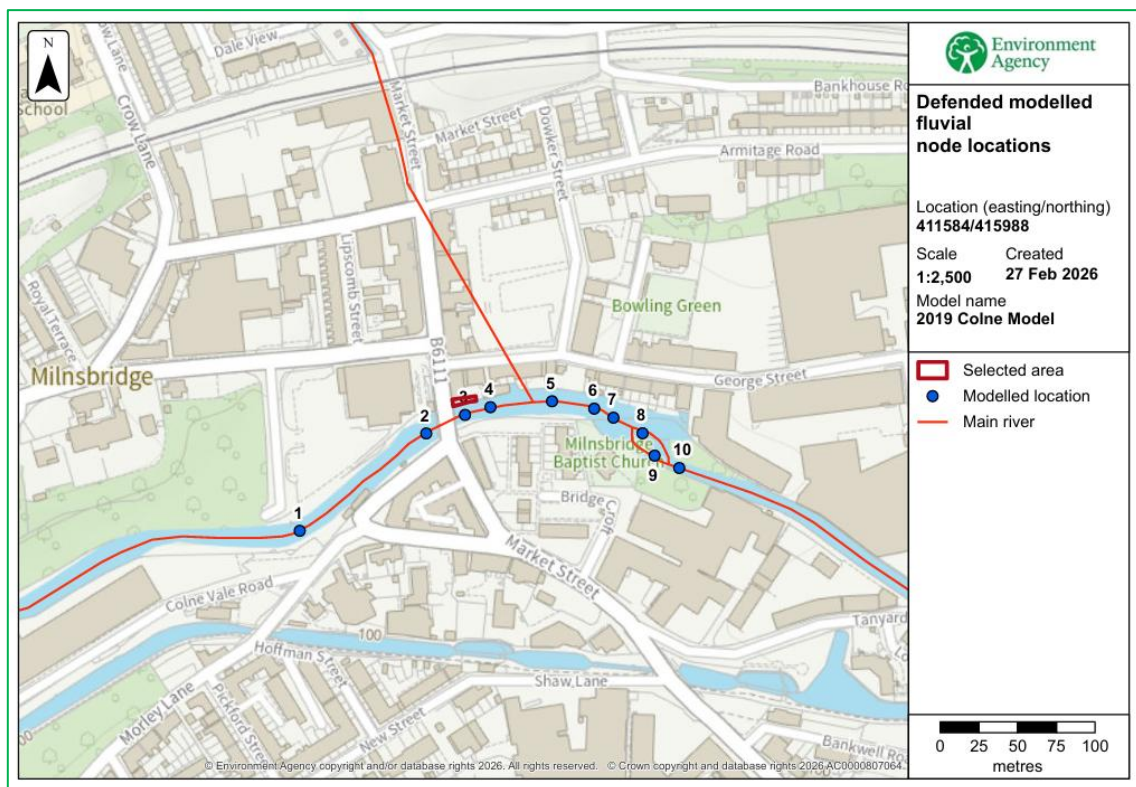 N
Dale View
Crow Lane
School
Crow Lane
Market Street
Market Street
Dowker Street
Bankhouse Ro
Armitage Road
Lipscomb Street
Royal Terrace
B6111
Bowling Green
Milnsbridge
George Street
1
2
3
4
5
6
7
8
9
10
Milnsbridge
Baptist Church
Bridge Croft
Market Street
Colne Vale Road
100
Hoffman Street
Tanyard
Shaw Lane
Morley Lane
Pickford Street
New Street
00
Bankwell Ro
© Environment Agency copyright and/or database rights 2026. All rights reserved. © Crown copyright and database rights 2026 AC0000807064
Environment
Agency
Defended modelled
fluvial
node locations
Location (easting/northing)
411584/415988
Scale Created
1:2,500 27 Feb 2026
Model name
2019 Colne Model
Selected area
Modelled location
Main river
0 25 50 75 100
metres